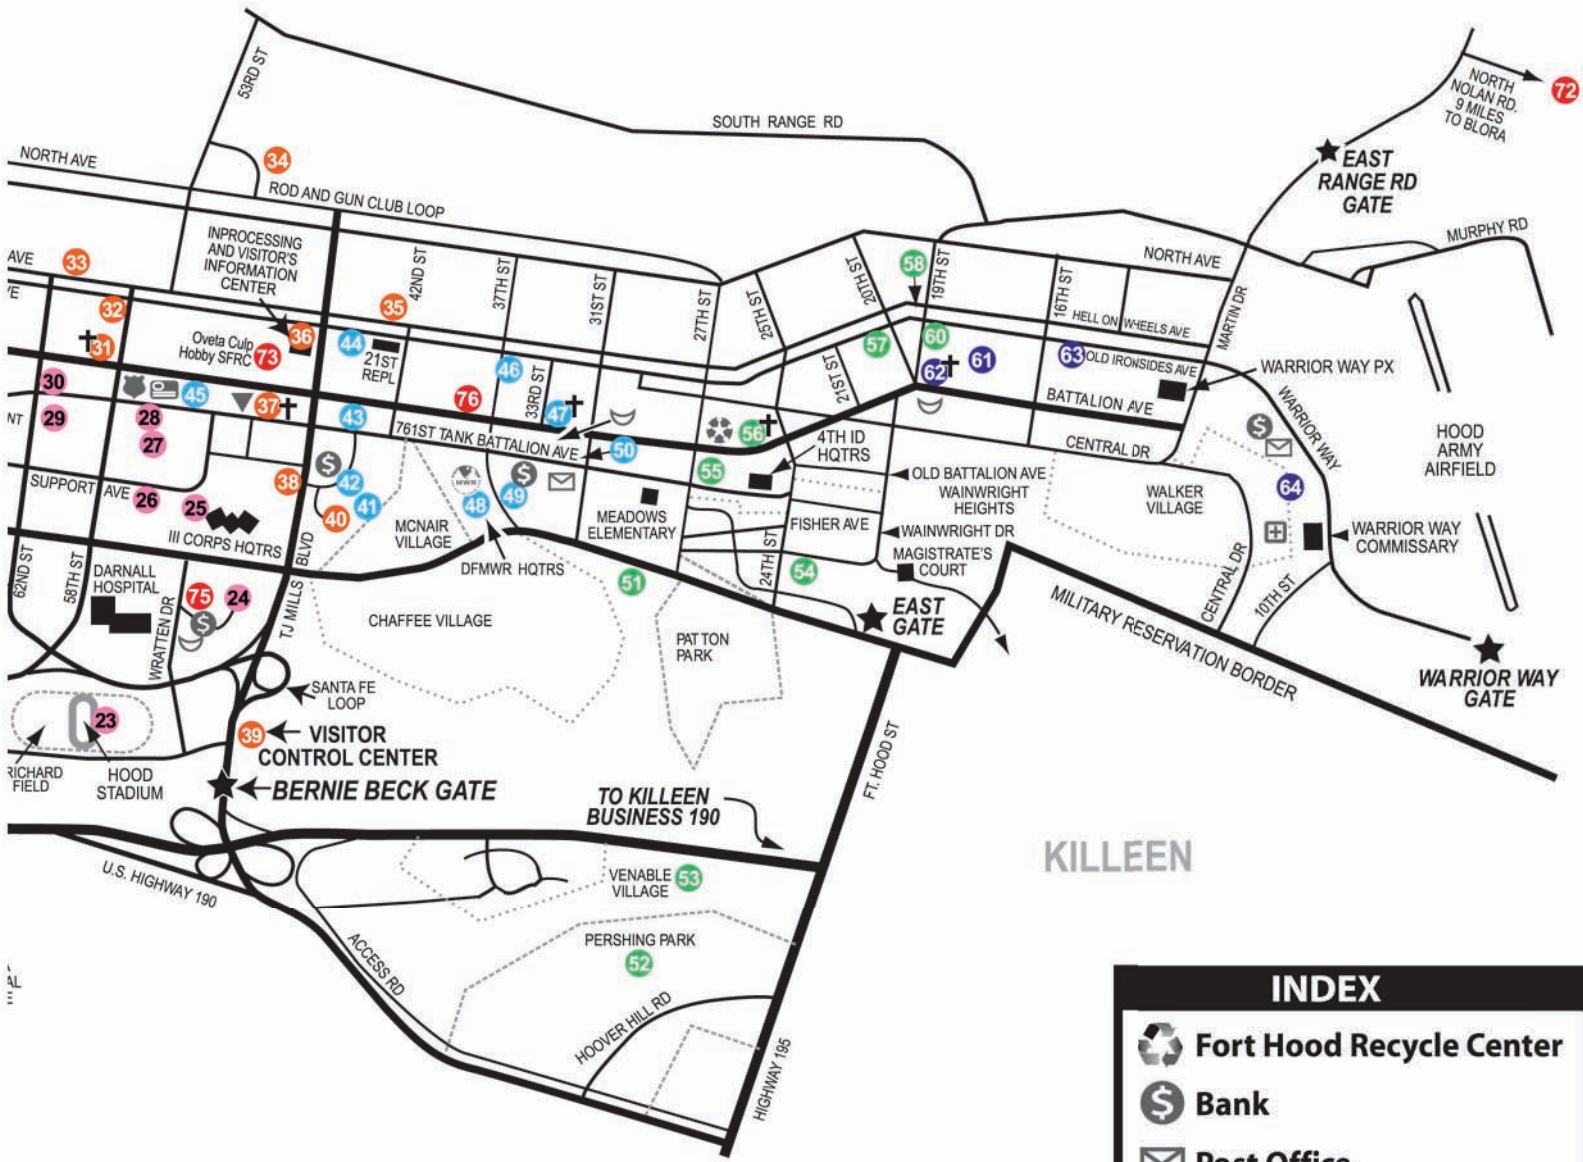 53RD ST
SOUTH RANGE RD
NORTH
NOLAN RD.
9 MILES
TO BLORA
72
EAST
RANGE RD
GATE
NORTH AVE
34
ROD AND GUN CLUB LOOP
MURPHY RD
INPROCESSING
AND VISITOR'S
INFORMATION
CENTER
AVE
33
42ND ST
37TH ST
31ST ST
27TH ST
25TH ST
20TH ST
58
19TH ST
16TH ST
NORTH AVE
MARTIN DR
32
31
Oveta Culp
Hobby SFRC
73
36
35
44
21ST
REPL
46
33RD ST
57
60
HELL ON WHEELS AVE
21ST ST
62
61
63
OLD IRONSIDES AVE
WARRIOR WAY PX
BATTALION AVE
WARRIOR WAY
30
45
37
43
76
47
29
28
27
NT
761ST TANK BATTALION AVE
50
56
4TH ID
HQTRS
CENTRAL DR
HOOD
ARMY
AIRFIELD
SUPPORT AVE
26
25
38
42
41
40
MWR
48
49
55
OLD BATTALION AVE
WAINWRIGHT
HEIGHTS
WALKER
VILLAGE
64
III CORPS HQTRS
MCNAIR
VILLAGE
MEADOWS
ELEMENTARY
FISHER AVE
WAINWRIGHT DR
WARRIOR WAY
COMMISSARY
62ND ST
58TH ST
DARNALL
HOSPITAL
WRATTEN DR
75
24
TJ MILLS BLVD
DFMWR HQTRS
51
24TH ST
54
MAGISTRATE'S
COURT
CENTRAL DR
10TH ST
CHAFFEE VILLAGE
EAST
GATE
MILITARY RESERVATION BORDER
PATTON
PARK
WARRIOR WAY
GATE
23
SANTA FE
LOOP
39
VISITOR
CONTROL CENTER
RICHARD
FIELD
HOOD
STADIUM
BERNIE BECK GATE
FT. HOOD ST
TO KILLEEN
BUSINESS 190
KILLEEN
U.S. HIGHWAY 190
VENABLE
VILLAGE
53
ACCESS RD
PERSHING PARK
52
HOOVER HILL RD
HIGHWAY 195
INDEX
Fort Hood Recycle Center
$ Bank
Post Office